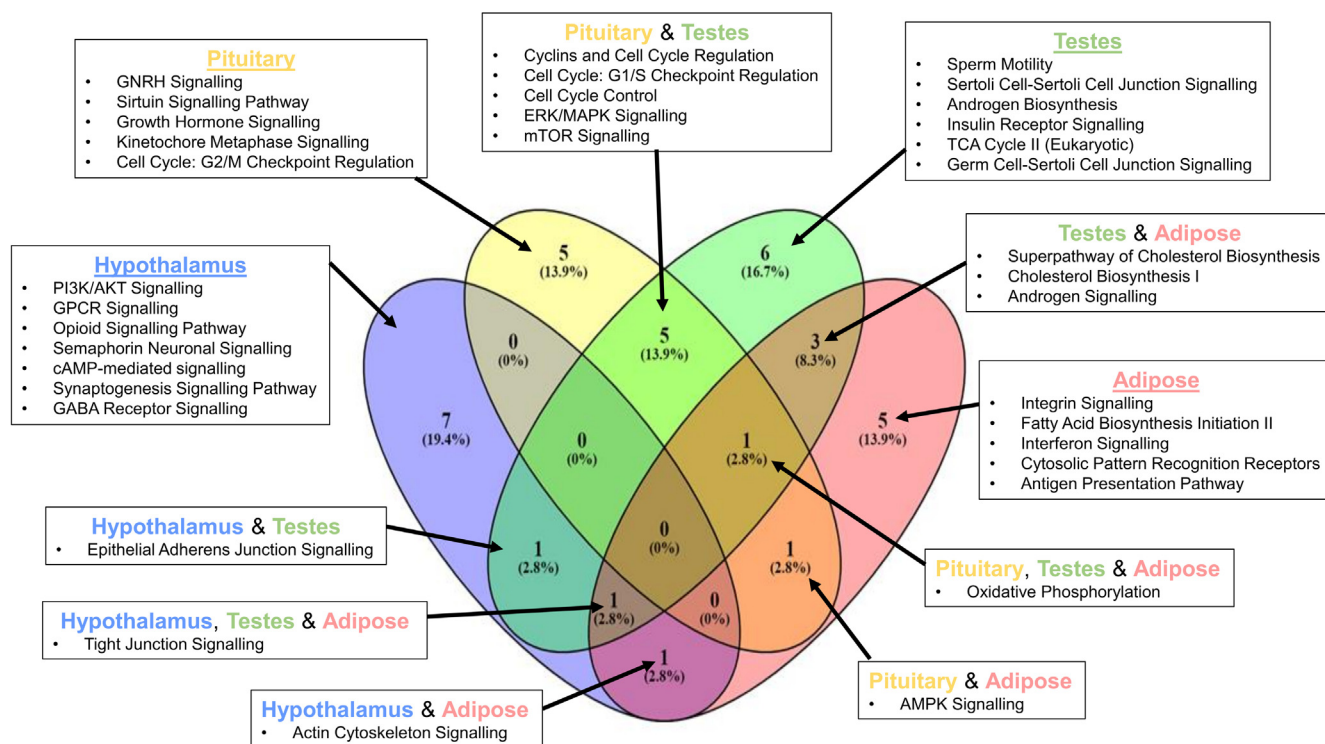 Pituitary
• GNRH Signalling
• Sirtuin Signalling Pathway
• Growth Hormone Signalling
• Kinetochore Metaphase Signalling
• Cell Cycle: G2/M Checkpoint Regulation
Pituitary & Testes
• Cyclins and Cell Cycle Regulation
• Cell Cycle: G1/S Checkpoint Regulation
• Cell Cycle Control
• ERK/MAPK Signalling
• mTOR Signalling
Testes
• Sperm Motility
• Sertoli Cell-Sertoli Cell Junction Signalling
• Androgen Biosynthesis
• Insulin Receptor Signalling
• TCA Cycle II (Eukaryotic)
• Germ Cell-Sertoli Cell Junction Signalling
Hypothalamus
• PI3K/AKT Signalling
• GPCR Signalling
• Opioid Signalling Pathway
• Semaphorin Neuronal Signalling
• cAMP-mediated signalling
• Synaptogenesis Signalling Pathway
• GABA Receptor Signalling
Testes & Adipose
• Superpathway of Cholesterol Biosynthesis
• Cholesterol Biosynthesis I
• Androgen Signalling
Adipose
• Integrin Signalling
• Fatty Acid Biosynthesis Initiation II
• Interferon Signalling
• Cytosolic Pattern Recognition Receptors
• Antigen Presentation Pathway
5
(13.9%)
6
(16.7%)
0
(0%)
5
(13.9%)
3
(8.3%)
7
(19.4%)
0
(0%)
1
(2.8%)
5
(13.9%)
1
(2.8%)
0
(0%)
1
(2.8%)
1
(2.8%)
0
(0%)
1
(2.8%)
Hypothalamus & Testes
• Epithelial Adherens Junction Signalling
Hypothalamus, Testes & Adipose
• Tight Junction Signalling
Hypothalamus & Adipose
• Actin Cytoskeleton Signalling
Pituitary, Testes & Adipose
• Oxidative Phosphorylation
Pituitary & Adipose
• AMPK Signalling